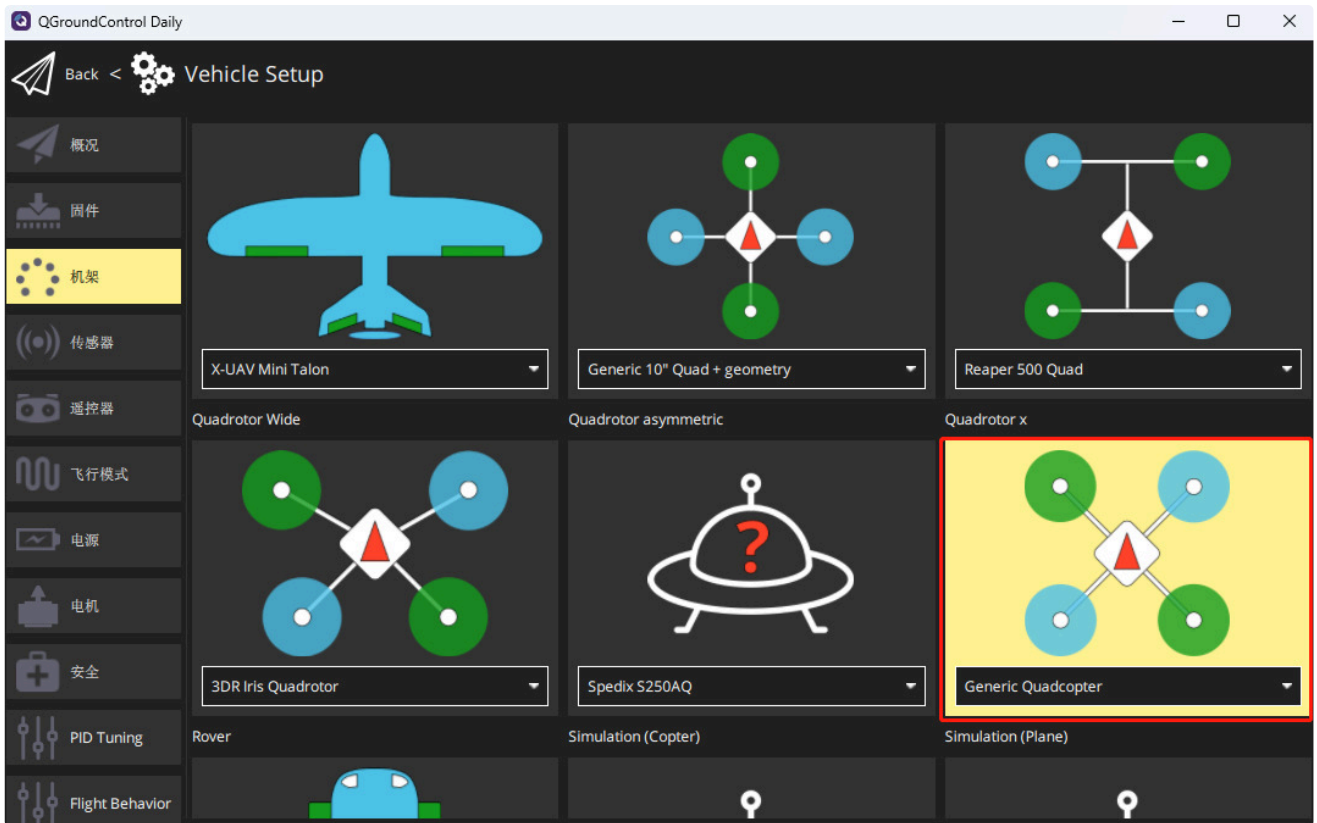 QGroundControl Daily
Back < Vehicle Setup
概况
固件
机架
传感器
遥控器
飞行模式
电源
电机
安全
PID Tuning
Flight Behavior
X-UAV Mini Talon
Generic 10" Quad + geometry
Reaper 500 Quad
Quadrotor Wide
Quadrotor asymmetric
Quadrotor x
?
3DR Iris Quadrotor
Spedix S250AQ
Generic Quadcopter
Rover
Simulation (Copter)
Simulation (Plane)